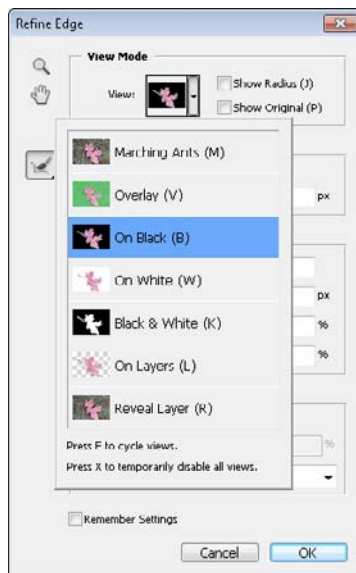 Refine Edge
View Mode
View:
Show Radius (J)
Show Original (P)
Marching Ants (M)
Overlay (V)
px
On Black (B)
On White (W)
px
Black & White (K)
%
%
On Layers (L)
Reveal Layer (R)
Press F to cycle views.
%
Press X to temporarily disable all views.
Remember Settings
Cancel
OK